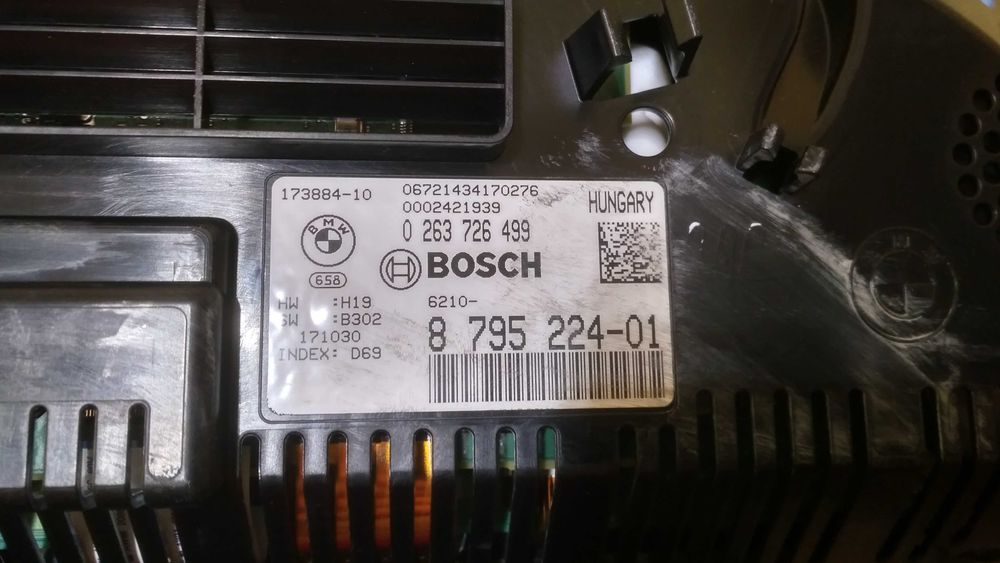 173884-10
06721434170276
0002421939
HUNGARY
0 263 726 499
BMW
BOSCH
658
HW :H19
SW :B302
171030
INDEX: D69
6210-
8 795 224-01